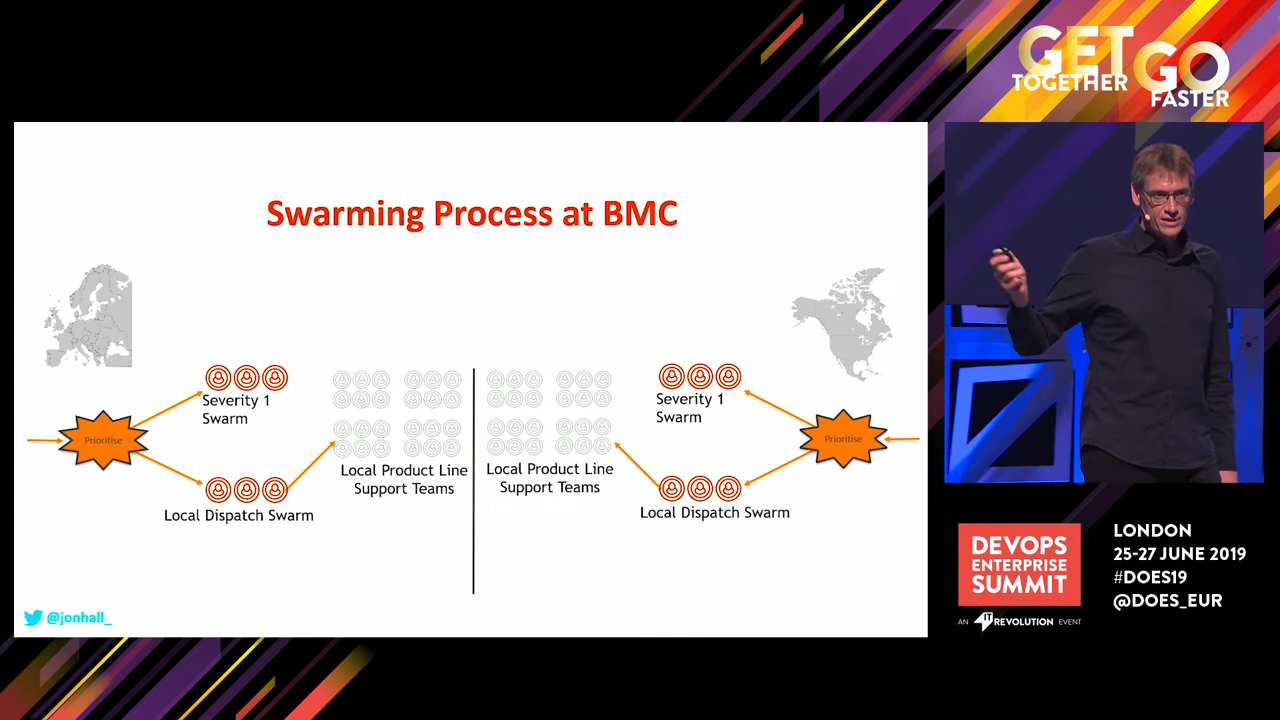 GET
TOGETHER
GO
FASTER
Swarming Process at BMC
Prioritise
Severity 1
Swarm
Local Dispatch Swarm
Local Product Line
Support Teams
Local Product Line
Support Teams
Severity 1
Swarm
Local Dispatch Swarm
Prioritise
@jonhall_
DEVOPS
ENTERPRISE
SUMMIT
AN IT REVOLUTION EVENT
LONDON
25-27 JUNE 2019
#DOES19
@DOES_EUR